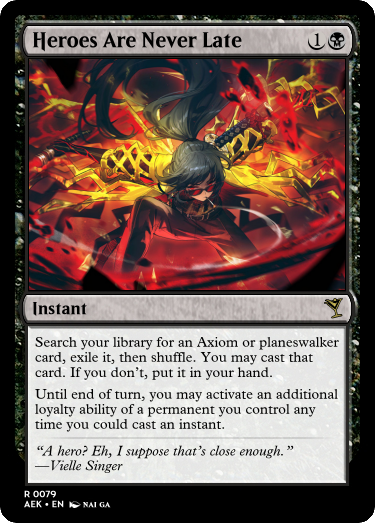 Heroes Are Never Late 1
Instant
Search your library for an Axiom or planeswalker
card, exile it, then shuffle. You may cast that
card. If you don't, put it in your hand.
Until end of turn, you may activate an additional
loyalty ability of a permanent you control any
time you could cast an instant.
“A hero? Eh, I suppose that’s close enough.”
—Vielle Singer
R 0079
AEK • EN NAI GA